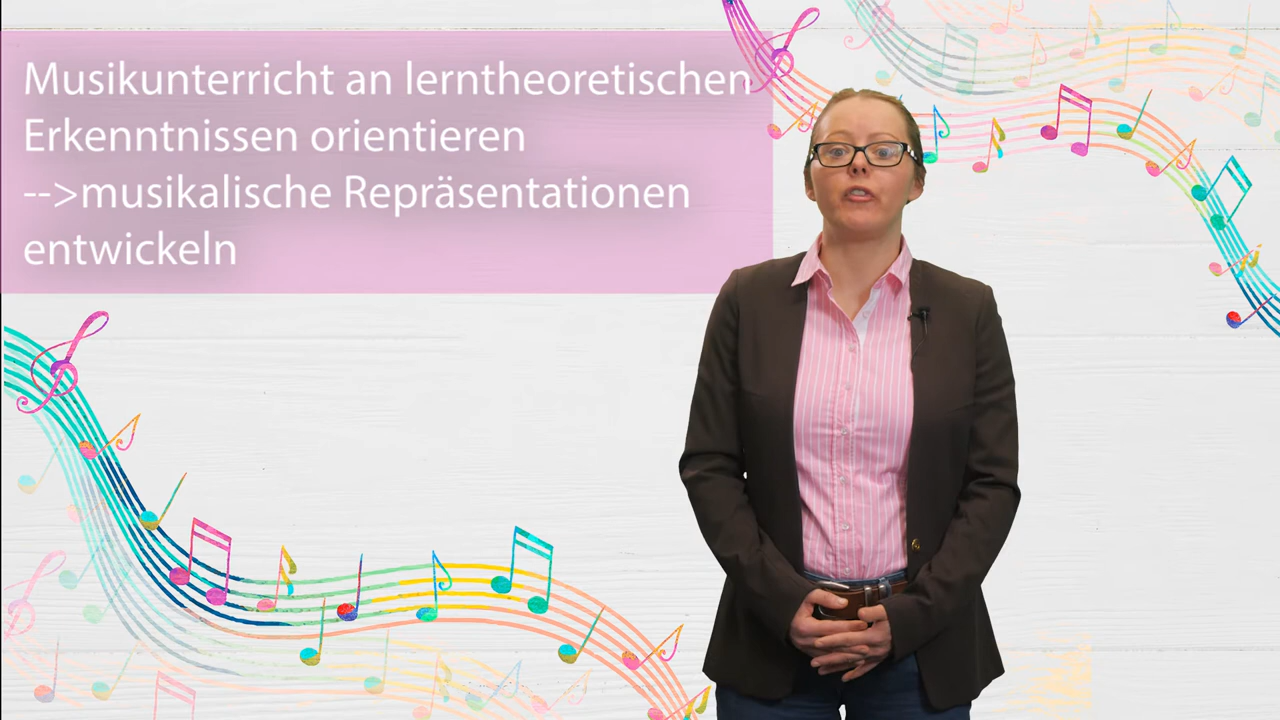 Musikunterricht an lerntheoretischen
Erkenntnissen orientieren
-->musikalische Repräsentationen
entwickeln